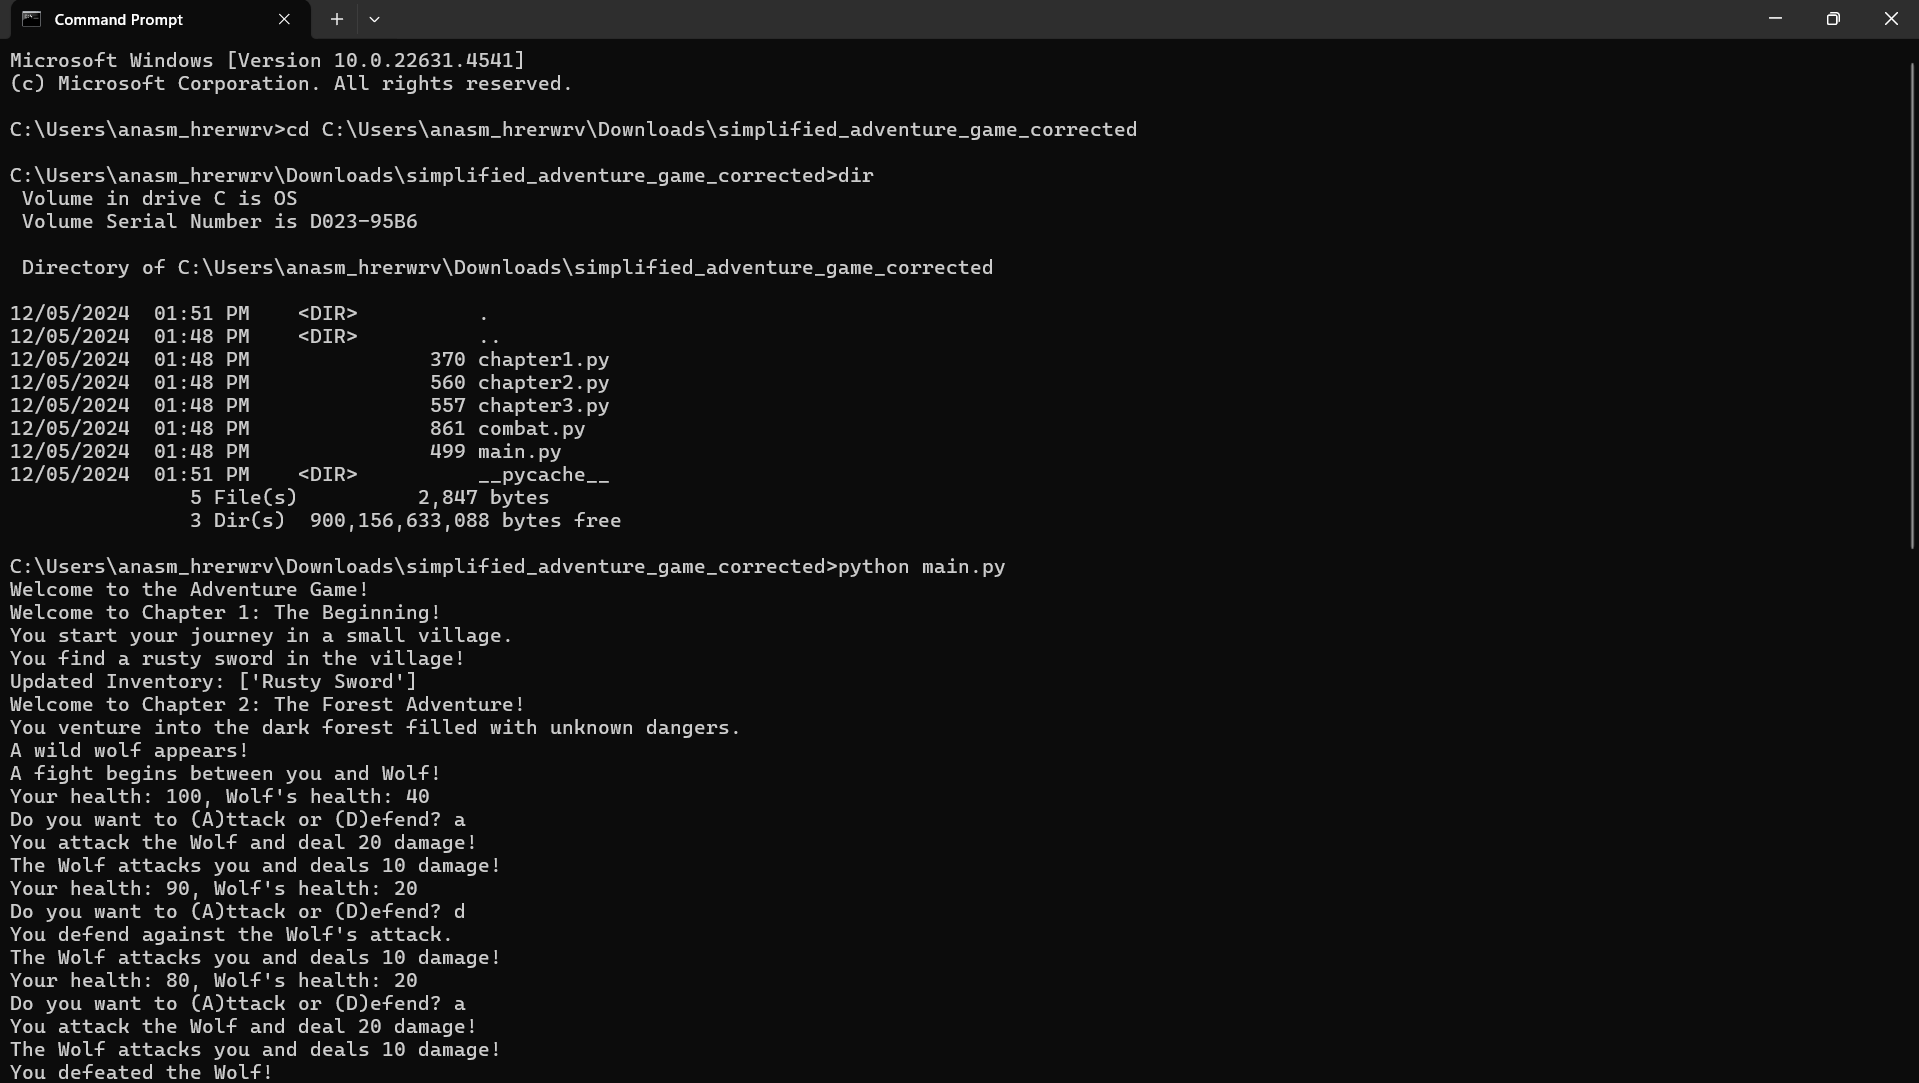 Command Prompt
Microsoft Windows [Version 10.0.22631.4541]
(c) Microsoft Corporation. All rights reserved.
C:\Users\anasm_hrerwrv>cd C:\Users\anasm_hrerwrv\Downloads\simplified_adventure_game_corrected
C:\Users\anasm_hrerwrv\Downloads\simplified_adventure_game_corrected>dir
 Volume in drive C is OS
 Volume Serial Number is D023-95B6
 Directory of C:\Users\anasm_hrerwrv\Downloads\simplified_adventure_game_corrected
12/05/2024  01:51 PM    <DIR>          .
12/05/2024  01:48 PM    <DIR>          ..
12/05/2024  01:48 PM               370 chapter1.py
12/05/2024  01:48 PM               560 chapter2.py
12/05/2024  01:48 PM               557 chapter3.py
12/05/2024  01:48 PM               861 combat.py
12/05/2024  01:48 PM               499 main.py
12/05/2024  01:51 PM    <DIR>          __pycache__
               5 File(s)          2,847 bytes
               3 Dir(s)  900,156,633,088 bytes free
C:\Users\anasm_hrerwrv\Downloads\simplified_adventure_game_corrected>python main.py
Welcome to the Adventure Game!
Welcome to Chapter 1: The Beginning!
You start your journey in a small village.
You find a rusty sword in the village!
Updated Inventory: ['Rusty Sword']
Welcome to Chapter 2: The Forest Adventure!
You venture into the dark forest filled with unknown dangers.
A wild wolf appears!
A fight begins between you and Wolf!
Your health: 100, Wolf's health: 40
Do you want to (A)ttack or (D)efend? a
You attack the Wolf and deal 20 damage!
The Wolf attacks you and deals 10 damage!
Your health: 90, Wolf's health: 20
Do you want to (A)ttack or (D)efend? d
You defend against the Wolf's attack.
The Wolf attacks you and deals 10 damage!
Your health: 80, Wolf's health: 20
Do you want to (A)ttack or (D)efend? a
You attack the Wolf and deal 20 damage!
The Wolf attacks you and deals 10 damage!
You defeated the Wolf!